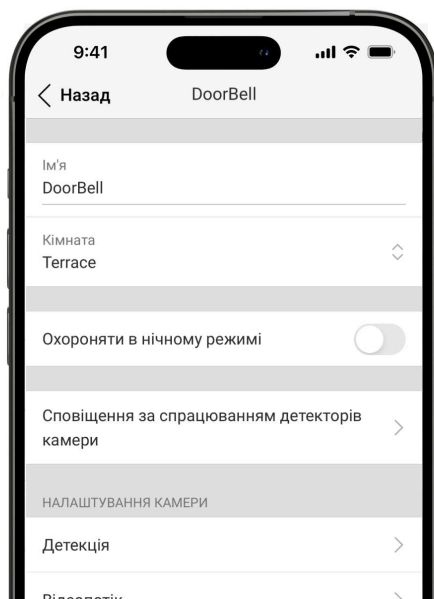 9:41
Назад
DoorBell
Ім'я
DoorBell
Кімната
Terrace
Охороняти в нічному режимі
Сповіщення за спрацюванням детекторів
камери
НАЛАШТУВАННЯ КАМЕРИ
Детекція